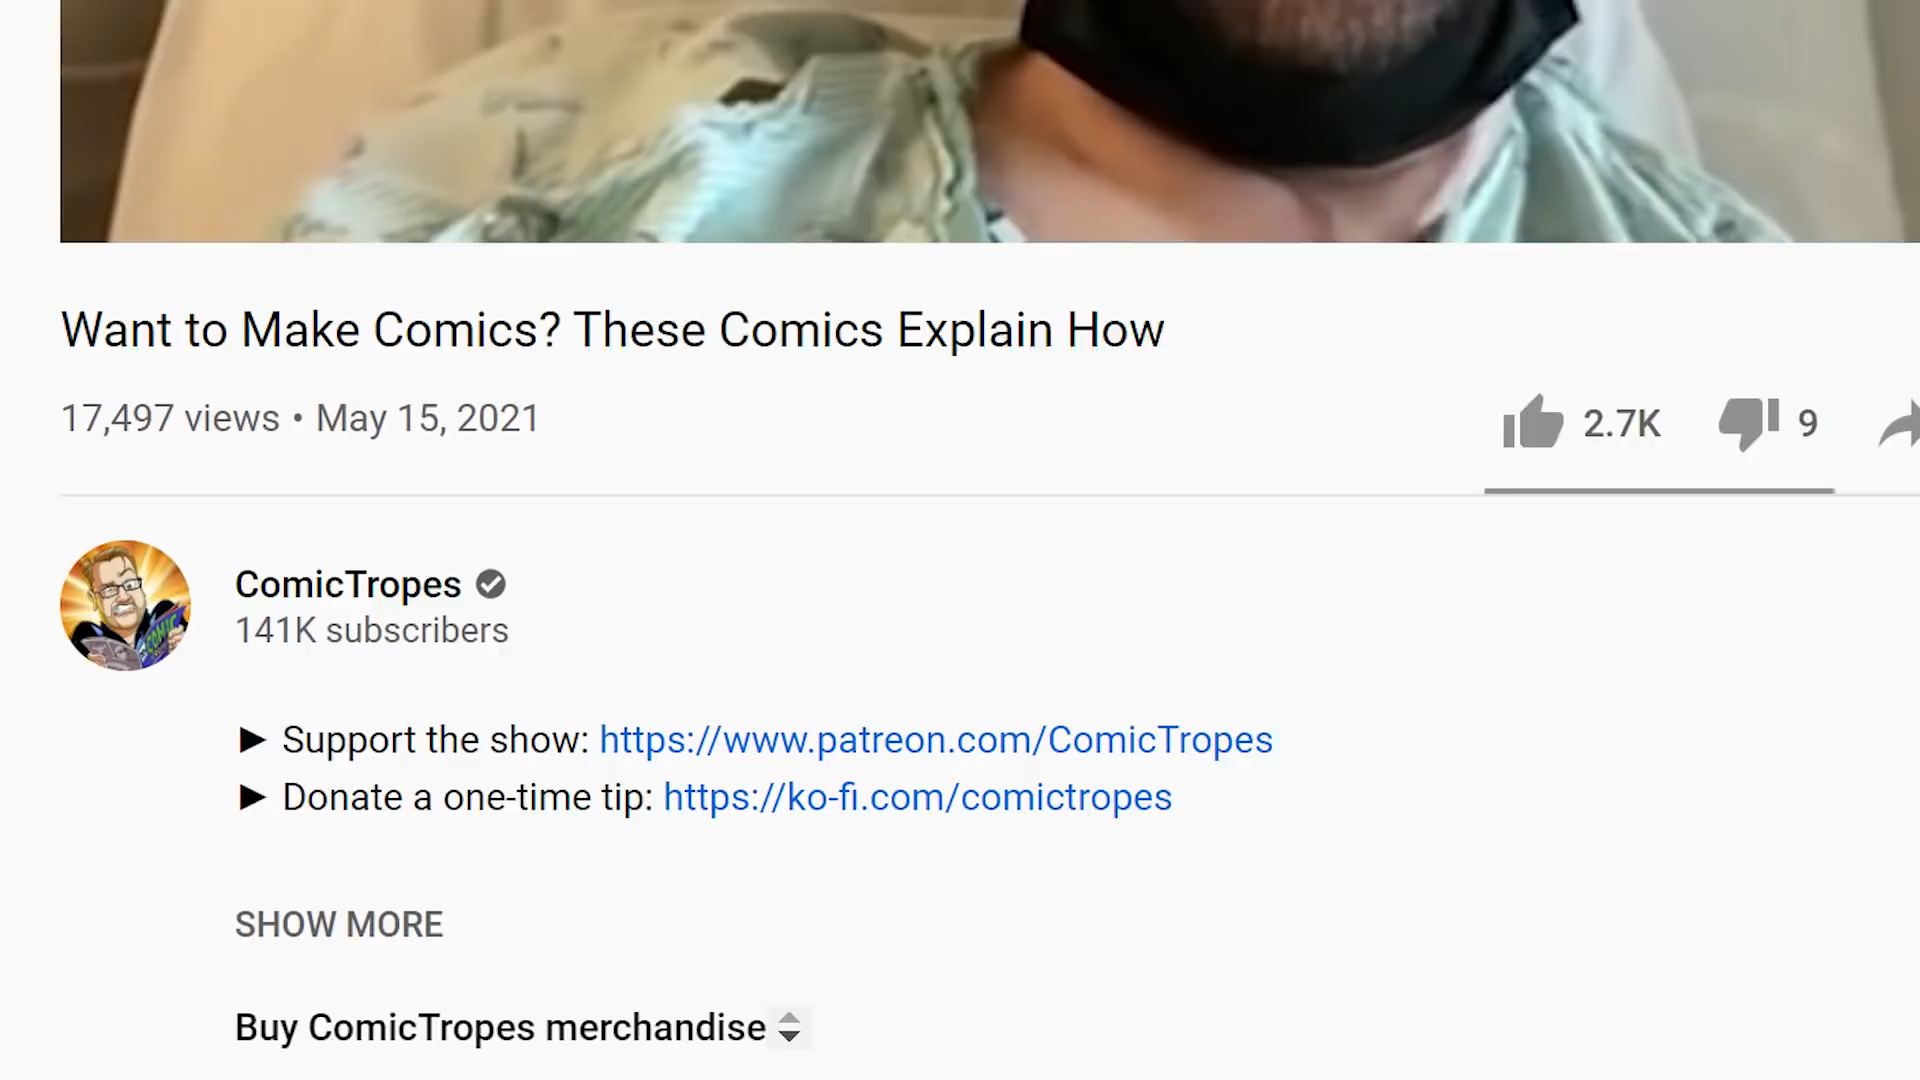 Want to Make Comics? These Comics Explain How
17,497 views • May 15, 2021
2.7K
9
ComicTropes
141K subscribers
► Support the show: https://www.patreon.com/ComicTropes
► Donate a one-time tip: https://ko-fi.com/comictropes
SHOW MORE
Buy ComicTropes merchandise